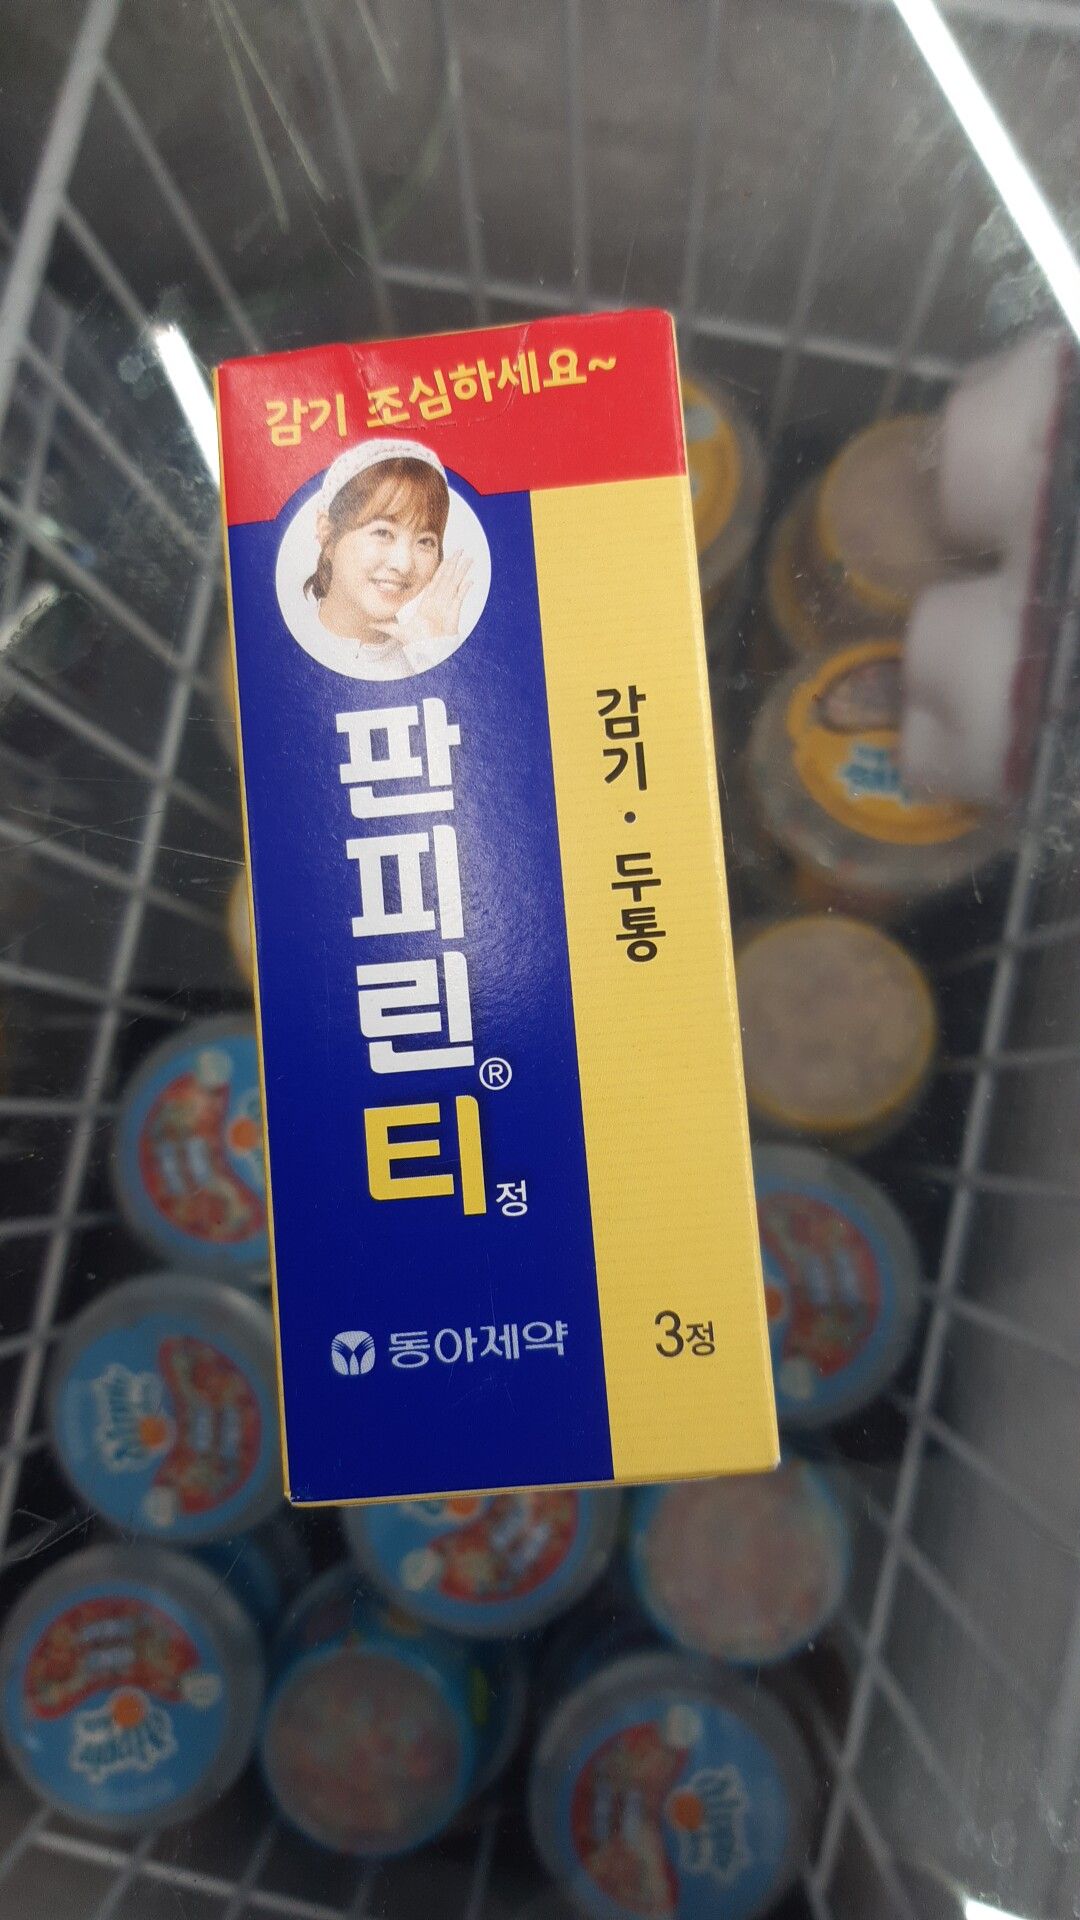 감기 조심하세요~
판피린® 티 정
감기 · 두통
동아제약
3정